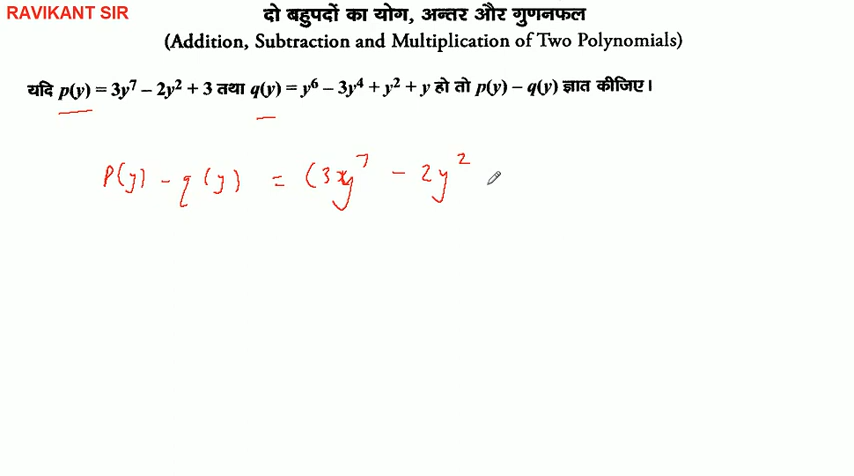 RAVIKANT SIR
दो बहुपदों का योग, अन्तर और गुणनफल
(Addition, Subtraction and Multiplication of Two Polynomials)
यदि p(y) = 3y⁷ – 2y² + 3 तथा q(y) = y⁶ – 3y⁴ + y² + y हो तो p(y) – q(y) ज्ञात कीजिए।
P(y) - q(y) = (3y⁷ - 2y²